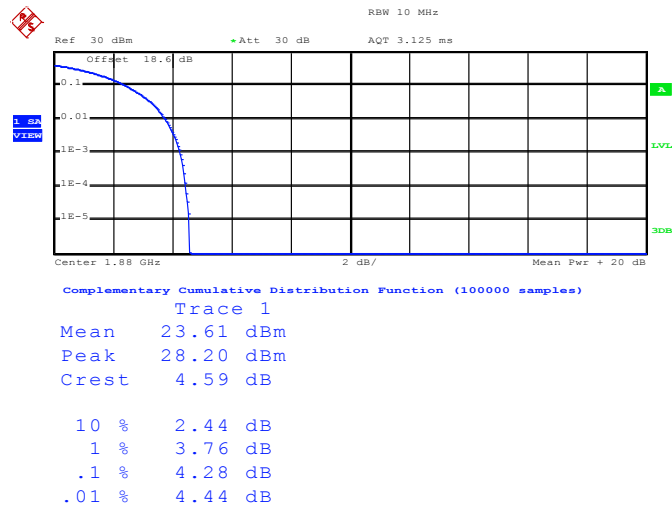 RBW 10 MHz
Ref 30 dBm *Att 30 dB AQT 3.125 ms
Offset 18.6 dB
0.1
A
0.01
1 SA
VIEW
1E-3
LVL
1E-4
1E-5
3DB
Center 1.88 GHz 2 dB/ Mean Pwr + 20 dB
Complementary Cumulative Distribution Function (100000 samples)
Trace 1
Mean 23.61 dBm
Peak 28.20 dBm
Crest 4.59 dB
10 % 2.44 dB
1 % 3.76 dB
.1 % 4.28 dB
.01 % 4.44 dB